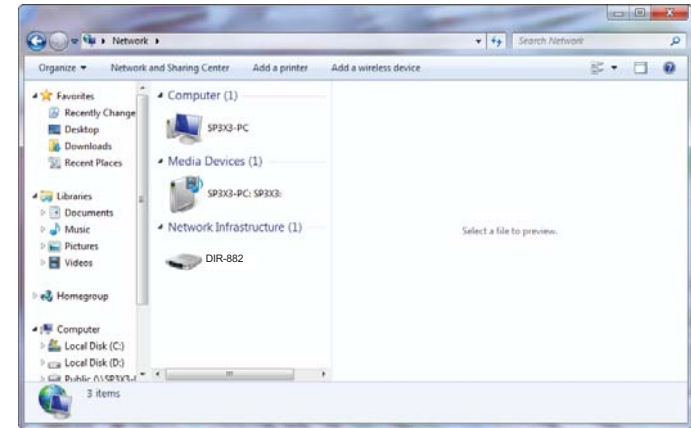 Network
Search Network
Organize
Network and Sharing Center
Add a printer
Add a wireless device
Favorites
Recently Change
Desktop
Downloads
Recent Places
Libraries
Documents
Music
Pictures
Videos
Homegroup
Computer
Local Disk (C:)
Local Disk (D:)
Computer (1)
SP3X3-PC
Media Devices (1)
SP3X3-PC: SP3X3:
Network Infrastructure (1)
DIR-882
Select a file to preview.
3 items